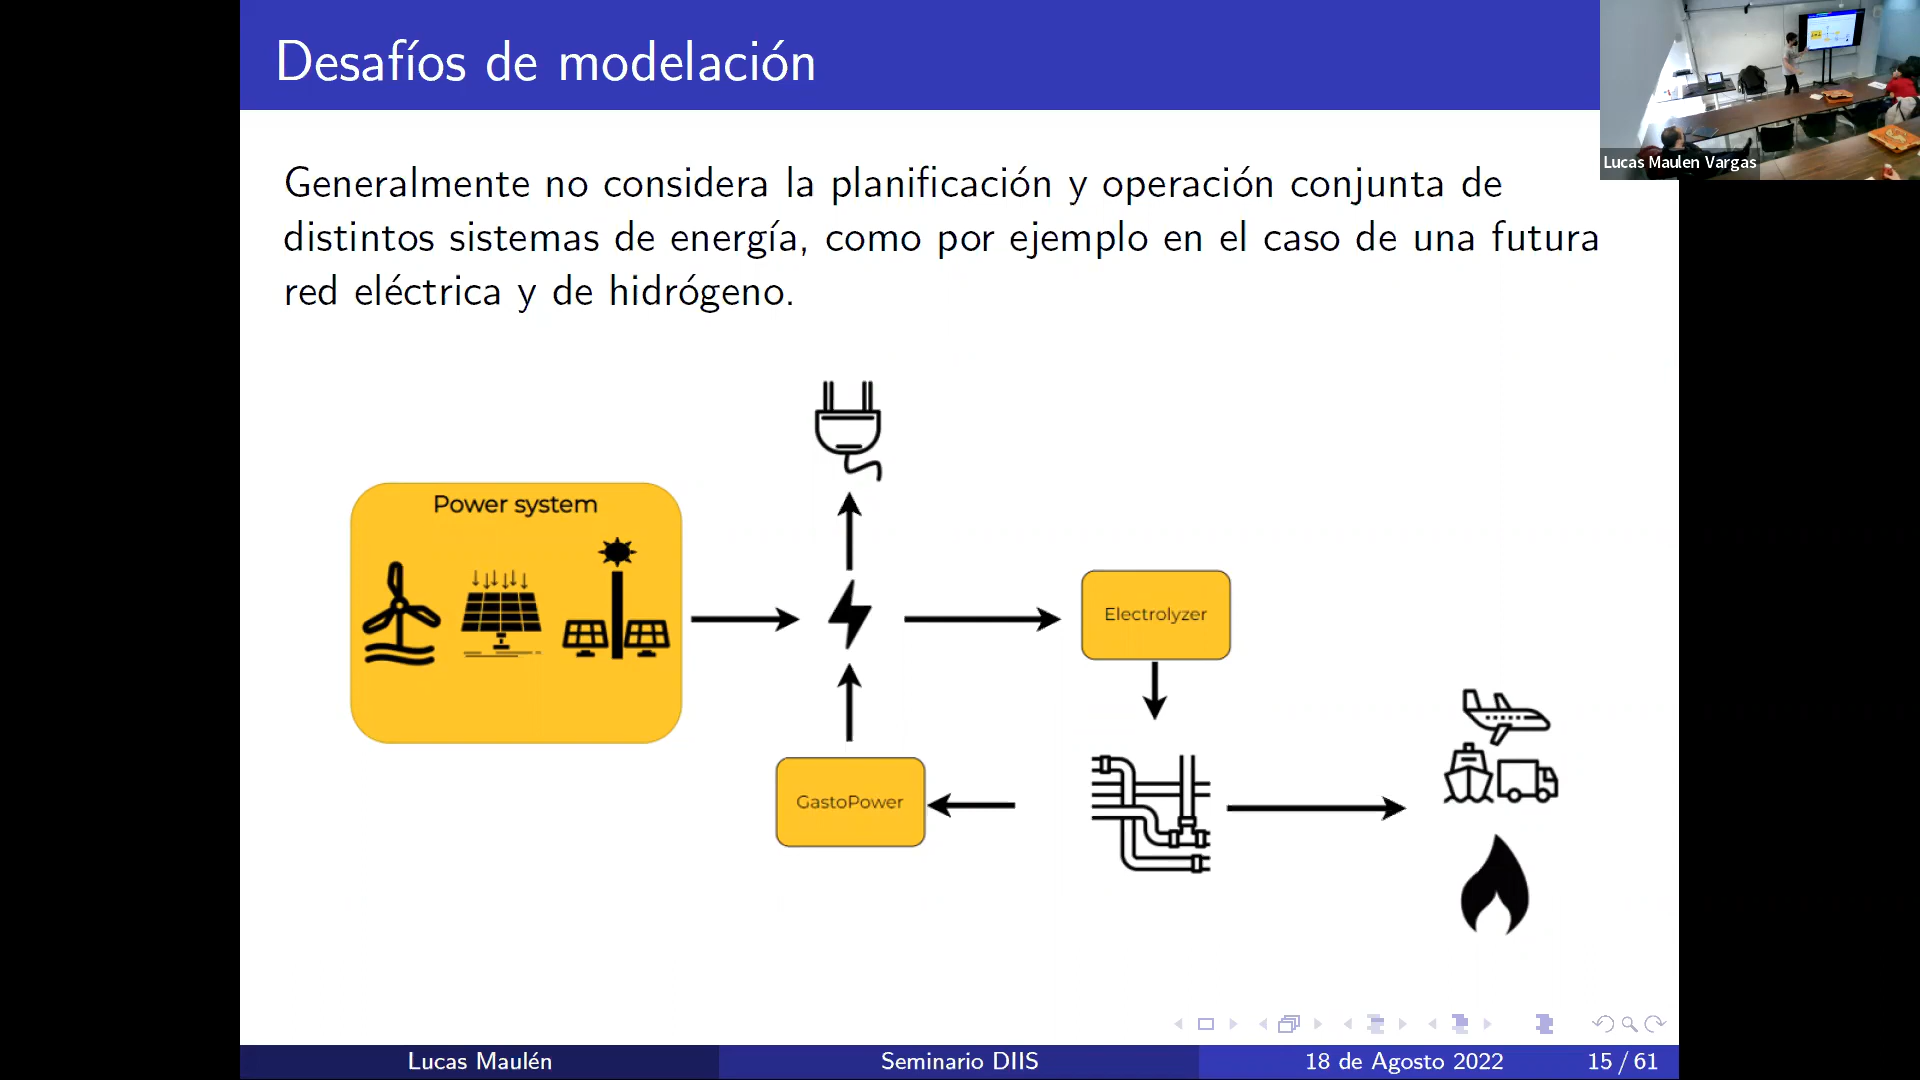 Desafíos de modelación
Lucas Maulen Vargas
Generalmente no considera la planificación y operación conjunta de
distintos sistemas de energía, como por ejemplo en el caso de una futura
red eléctrica y de hidrógeno.
Power system
Electrolyzer
GastoPower
Lucas Maulén
Seminario DIIS
18 de Agosto 2022
15 / 61